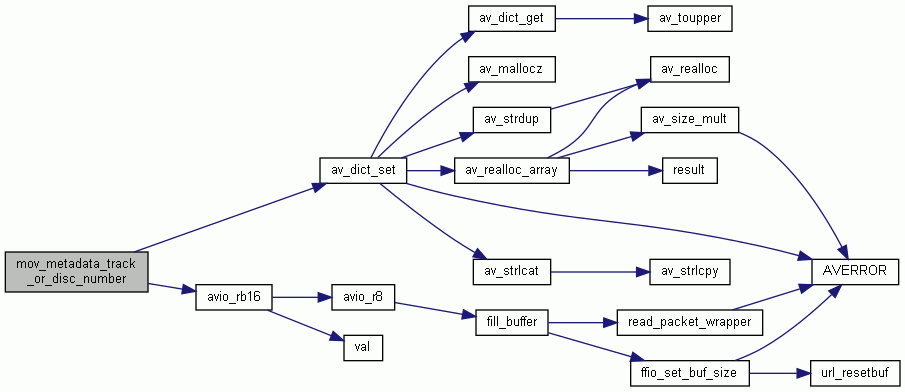 mov_metadata_track
_or_disc_number
av_dict_set
avio_rb16
av_dict_get
av_mallocz
av_strdup
av_realloc_array
av_strlcat
avio_r8
val
fill_buffer
av_toupper
av_realloc
av_size_mult
result
av_strlcpy
read_packet_wrapper
ffio_set_buf_size
AVERROR
url_resetbuf